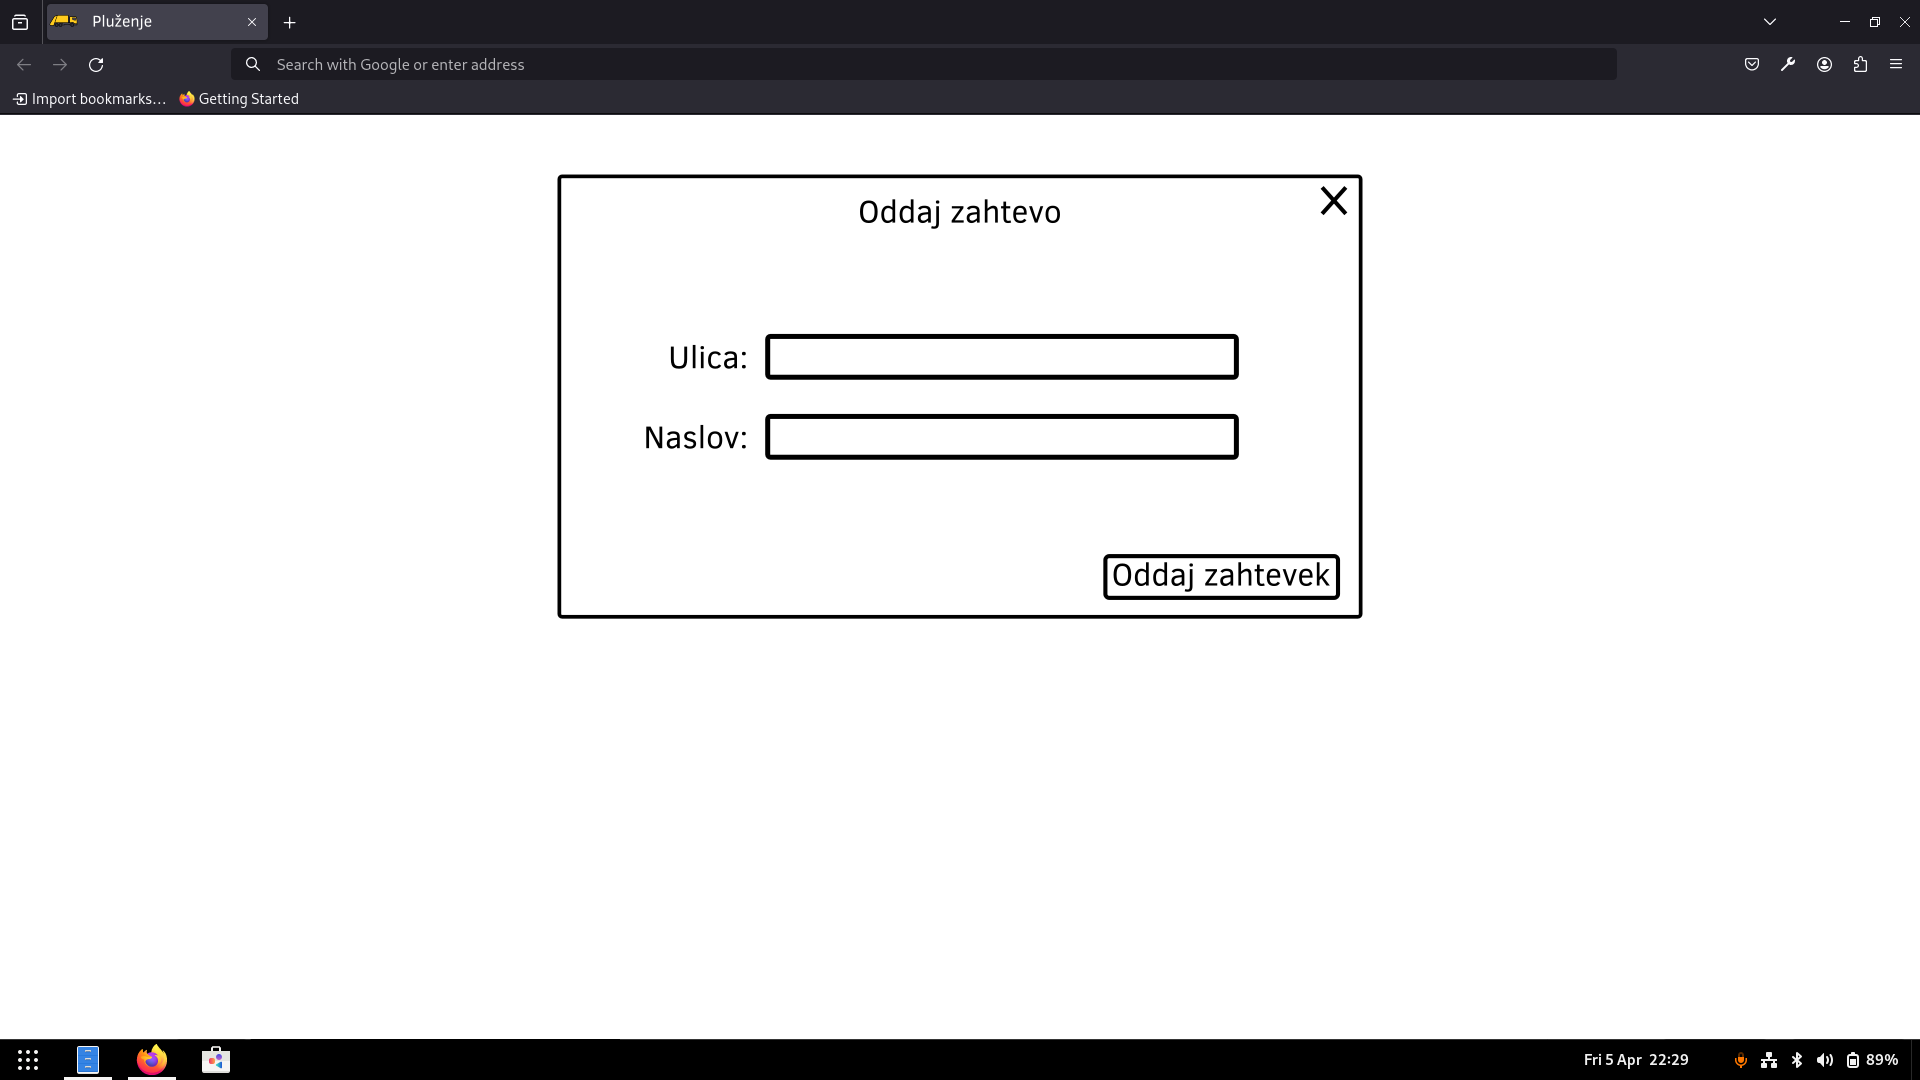 Pluženje
Search with Google or enter address
Import bookmarks...
Getting Started
Oddaj zahtevo
Ulica:
Naslov:
Oddaj zahtevek
Fri 5 Apr 22:29
89%